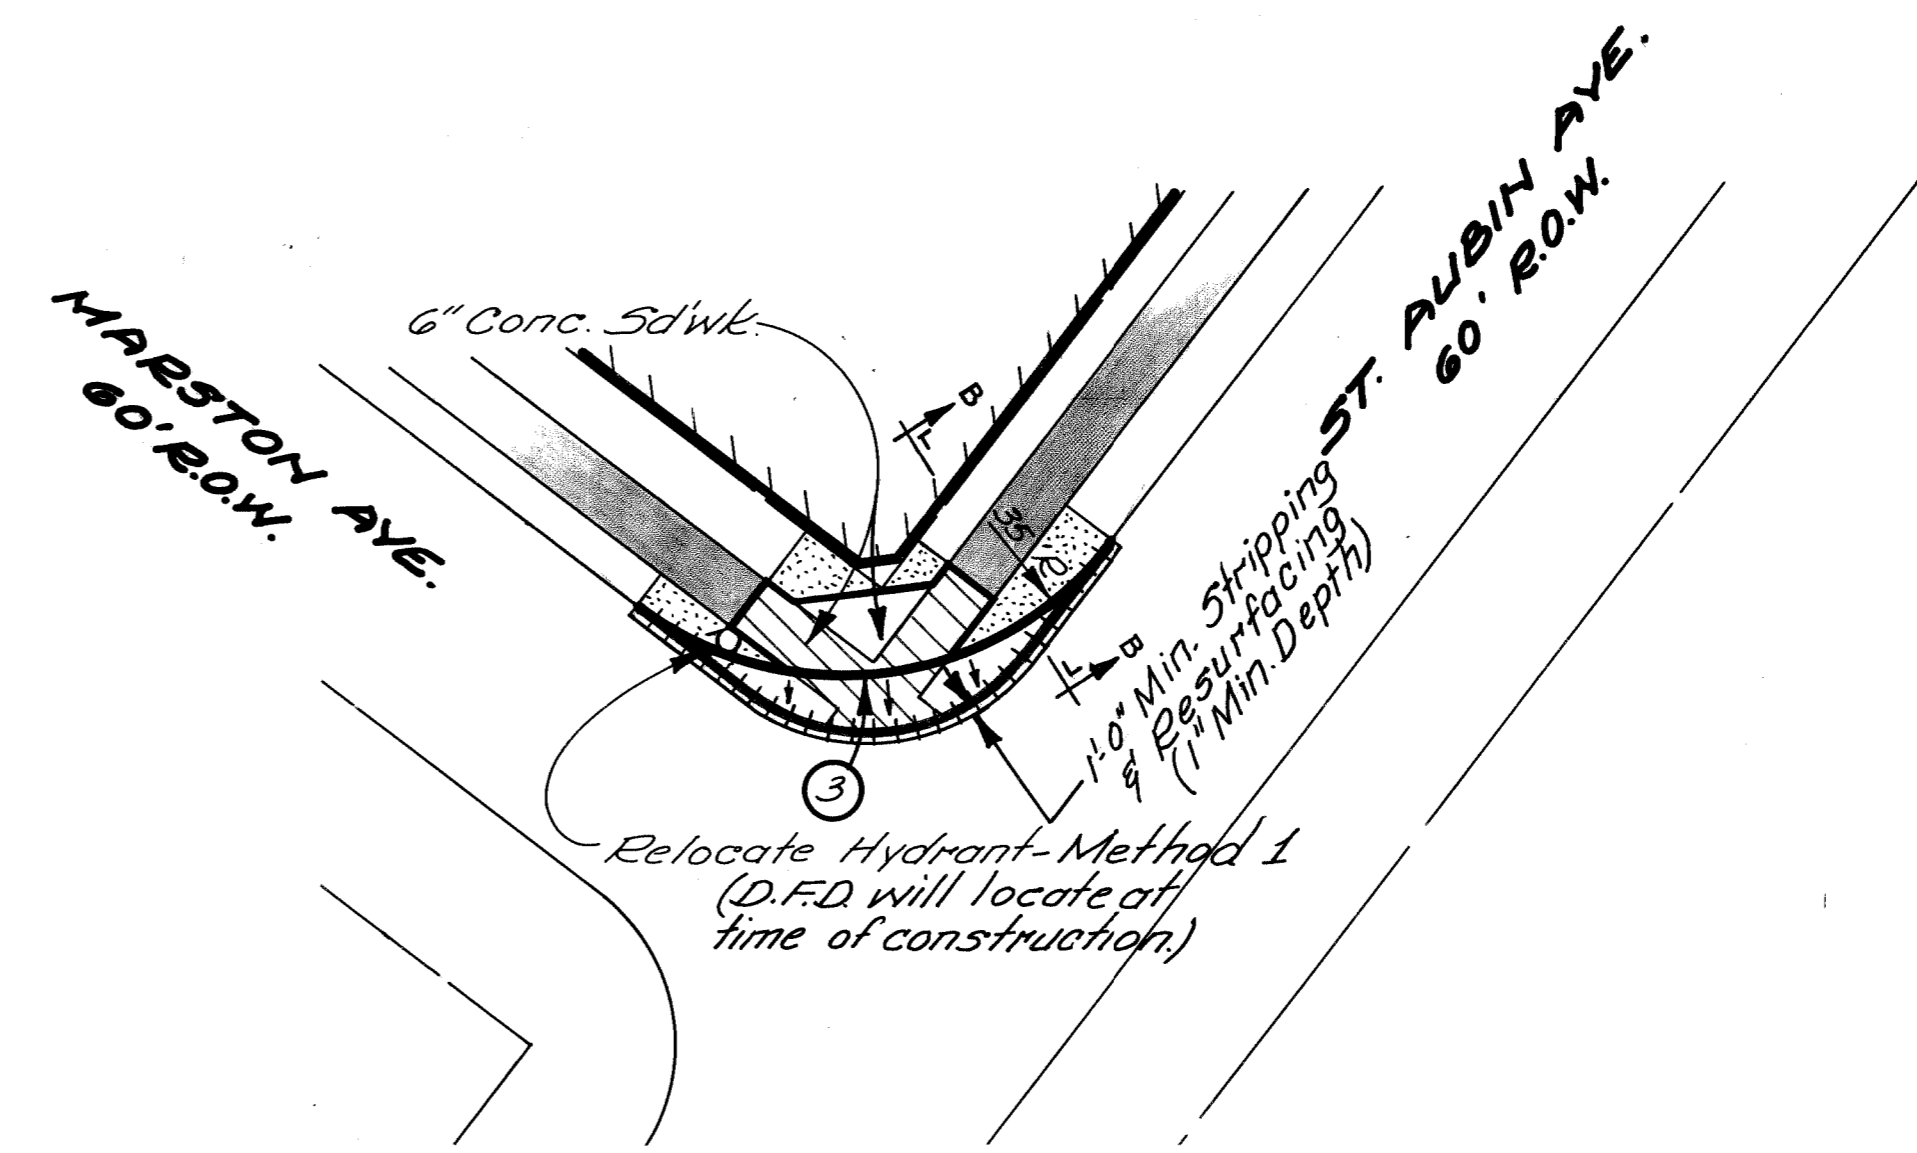 MARSTON AVE.
60' R.O.W.
6" Conc. Sd'wk.
ST. AUBIN AVE.
60' R.O.W.
B
35' R
B
1'-0" Min. Stripping
& Resurfacing
(1" Min. Depth)
3
Relocate Hydrant-Method 1
(D.F.D. will locate at
time of construction.)